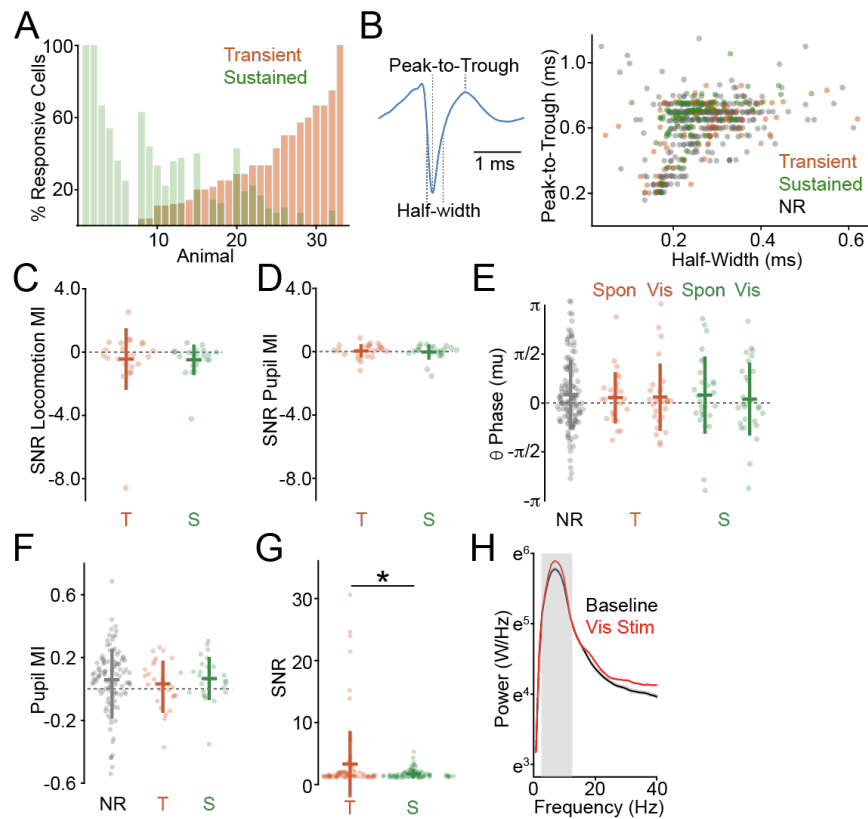 A
100
60
20
% Responsive Cells
Transient
Sustained
10
20
30
Animal
B
Peak-to-Trough
1 ms
Half-width
Peak-to-Trough (ms)
1.0
0.6
0.2
Transient
Sustained
NR
0.2
0.4
0.6
Half-Width (ms)
C
SNR Locomotion MI
4.0
0
-4.0
-8.0
T
S
D
SNR Pupil MI
4.0
0
-4.0
-8.0
T
S
E
Spon Vis Spon Vis
θ Phase (mu)
π
π/2
0
-π/2
-π
NR
T
S
F
Pupil MI
0.6
0.2
-0.2
-0.6
NR
T
S
G
*
SNR
30
20
10
0
T
S
H
Power (W/Hz)
e⁶
e⁵
e⁴
e³
Baseline
Vis Stim
0
20
40
Frequency (Hz)